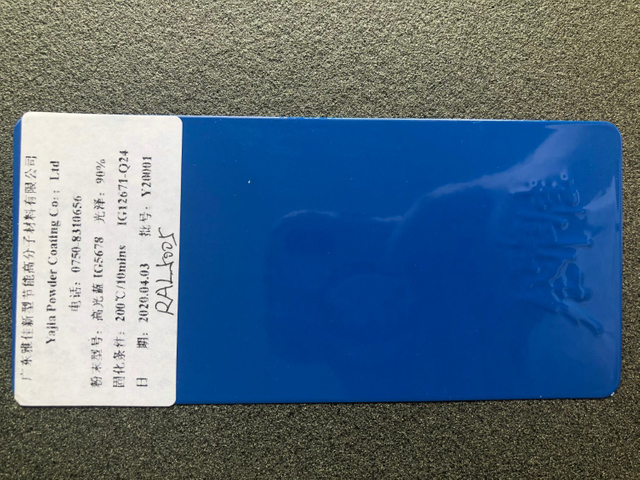 广东雅佳新型节能高分子材料有限公司
Yajia Powder Coating Co:: Ltd
电话: 0750-8310656
粉末型号: 高光蓝 IG5678 光泽: 90%
固化条件: 200℃/10mins IG12671-Q24
日 期: 2020.04.03 批号: Y20001
RAL5005